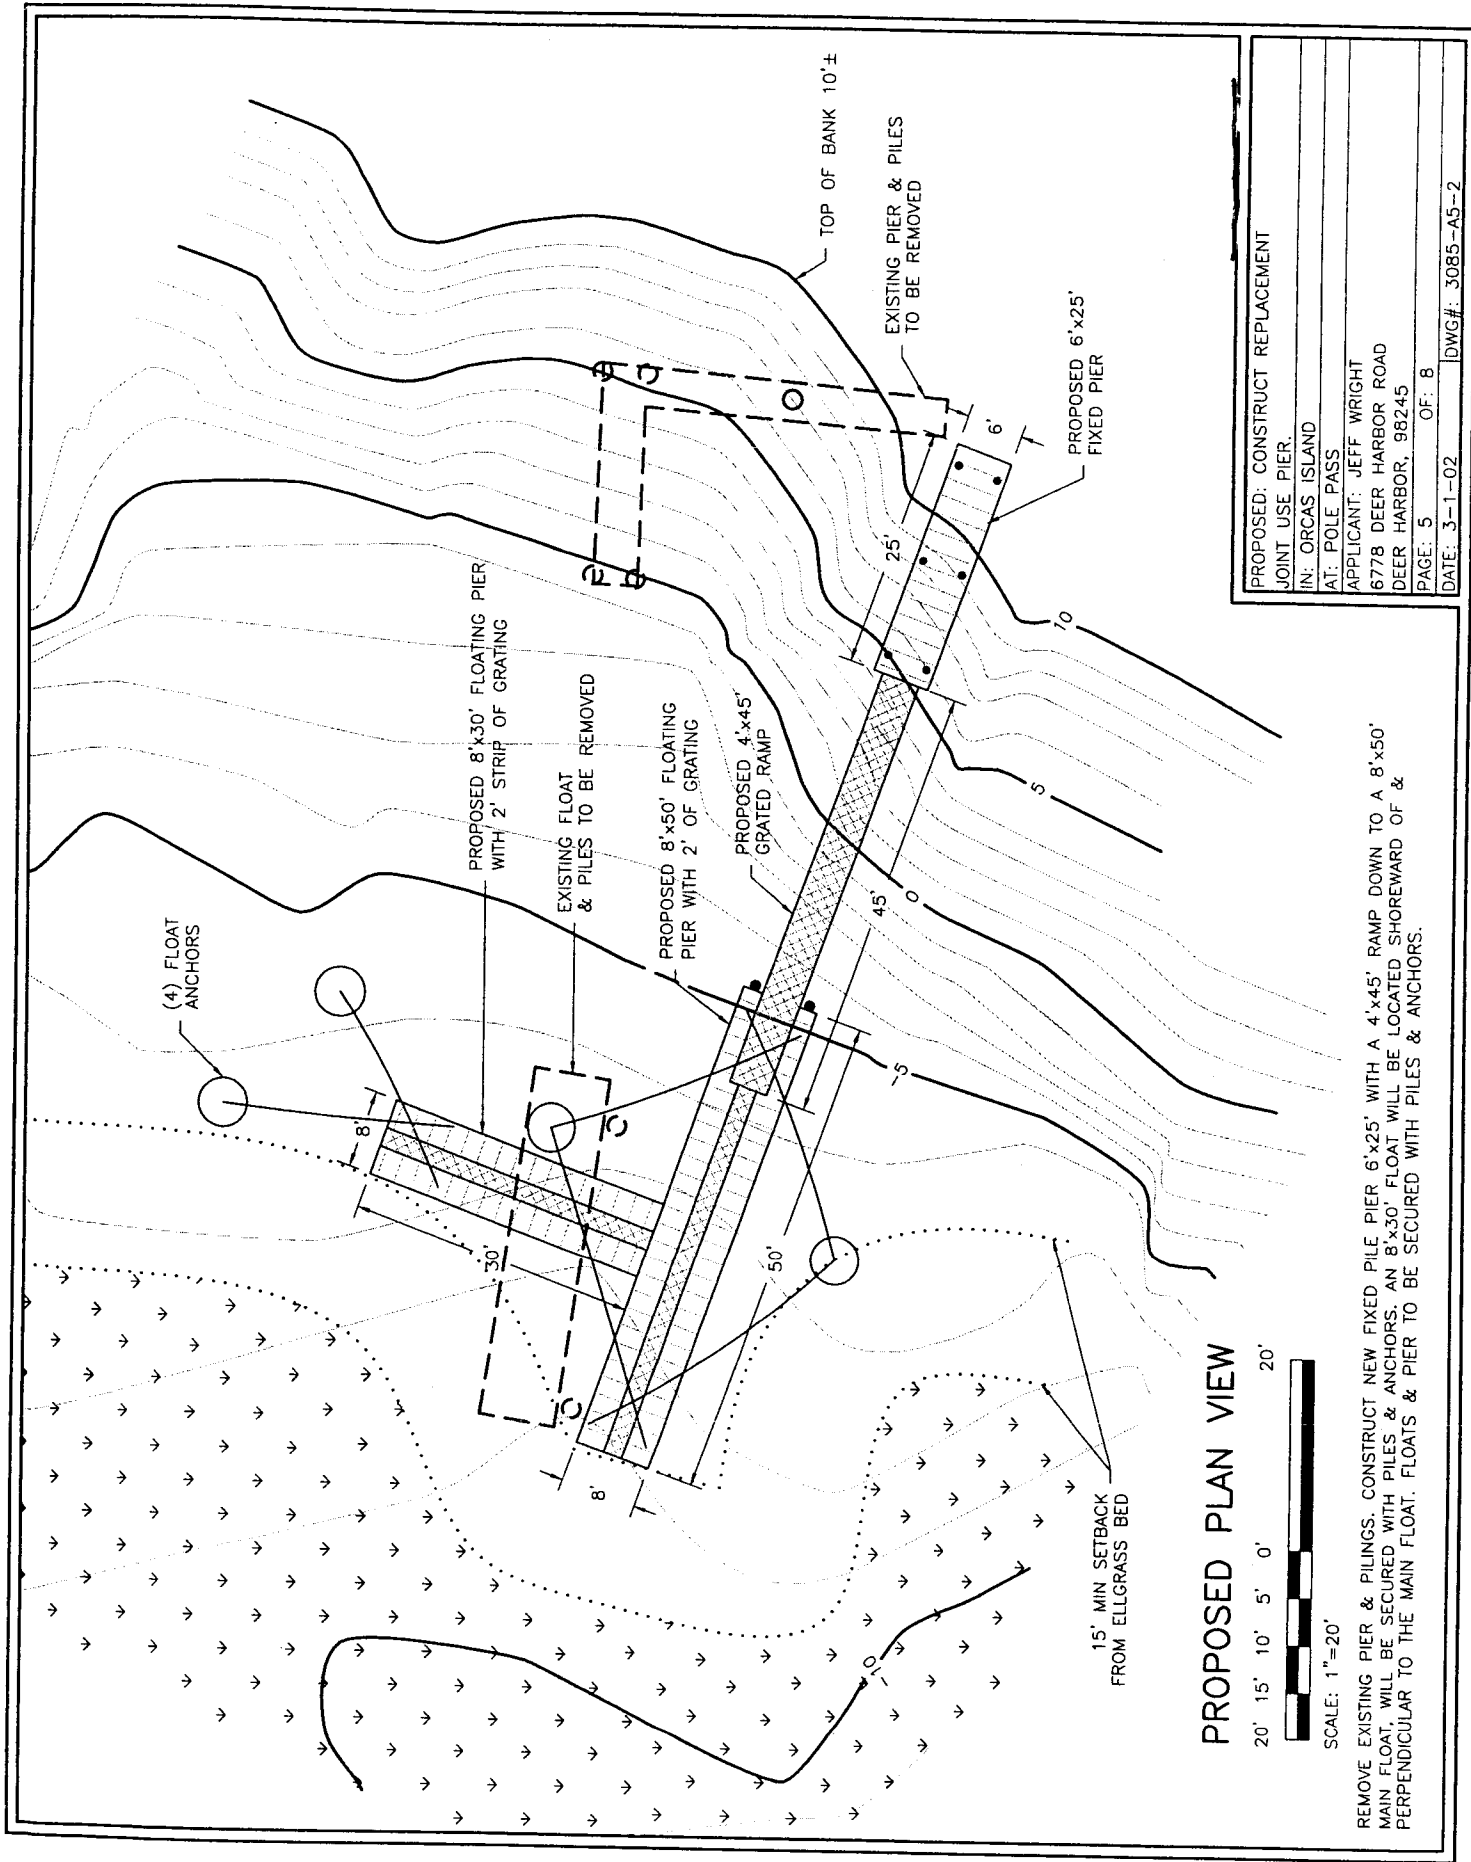 TOP OF BANK 10'±
EXISTING PIER & PILES
TO BE REMOVED
6'
PROPOSED 6'x25'
FIXED PIER
25'
PROPOSED 8'x30' FLOATING PIER
WITH 2' STRIP OF GRATING
EXISTING FLOAT
& PILES TO BE REMOVED
PROPOSED 8'x50' FLOATING
PIER WITH 2' OF GRATING
PROPOSED 4'x45'
GRATED RAMP
(4) FLOAT
ANCHORS
8'
30'
45'
50'
8'
10
5
0
-5
-10
15' MIN SETBACK
FROM ELLGRASS BED
PROPOSED PLAN VIEW
20' 15' 10' 5' 0' 20'
SCALE: 1"=20'
REMOVE EXISTING PIER & PILINGS. CONSTRUCT NEW FIXED PILE PIER 6'x25' WITH A 4'x45' RAMP DOWN TO A 8'x50'
MAIN FLOAT, WILL BE SECURED WITH PILES & ANCHORS. AN 8'x30' FLOAT WILL BE LOCATED SHOREWARD OF &
PERPENDICULAR TO THE MAIN FLOAT. FLOATS & PIER TO BE SECURED WITH PILES & ANCHORS.
PROPOSED: CONSTRUCT REPLACEMENT
JOINT USE PIER.
IN: ORCAS ISLAND
AT: POLE PASS
APPLICANT: JEFF WRIGHT
6778 DEER HARBOR ROAD
DEER HARBOR, 98245
PAGE: 5 OF: 8
DATE: 3-1-02 DWG#: 3085-A5-2